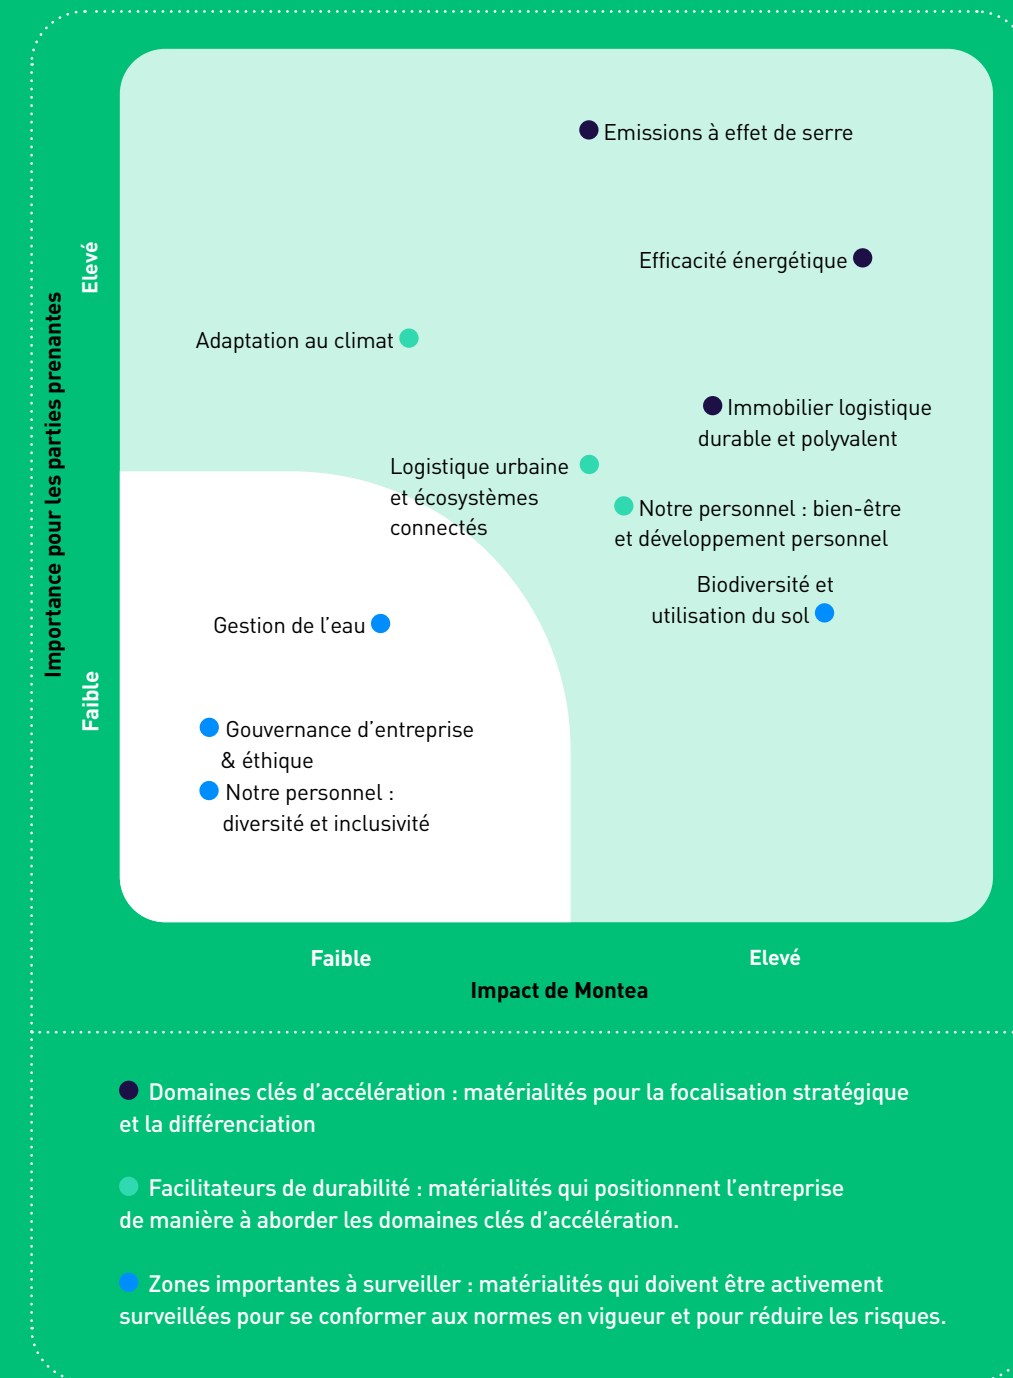 Emissions à effet de serre
Efficacité énergétique
Elevé
Adaptation au climat
Importance pour les parties prenantes
Immobilier logistique
durable et polyvalent
Logistique urbaine
et écosystèmes
connectés
Notre personnel : bien-être
et développement personnel
Biodiversité et
utilisation du sol
Gestion de l’eau
Faible
Gouvernance d’entreprise
& éthique
Notre personnel :
diversité et inclusivité
Faible
Elevé
Impact de Montea
Domaines clés d’accélération : matérialités pour la focalisation stratégique
et la différenciation
Facilitateurs de durabilité : matérialités qui positionnent l’entreprise
de manière à aborder les domaines clés d’accélération.
Zones importantes à surveiller : matérialités qui doivent être activement
surveillées pour se conformer aux normes en vigueur et pour réduire les risques.